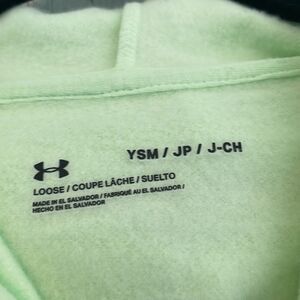 YSM / JP / J-CH
LOOSE / COUPE LÂCHE / SUELTO
MADE IN EL SALVADOR / FABRIQUÉ AU EL SALVADOR /
HECHO EN EL SALVADOR